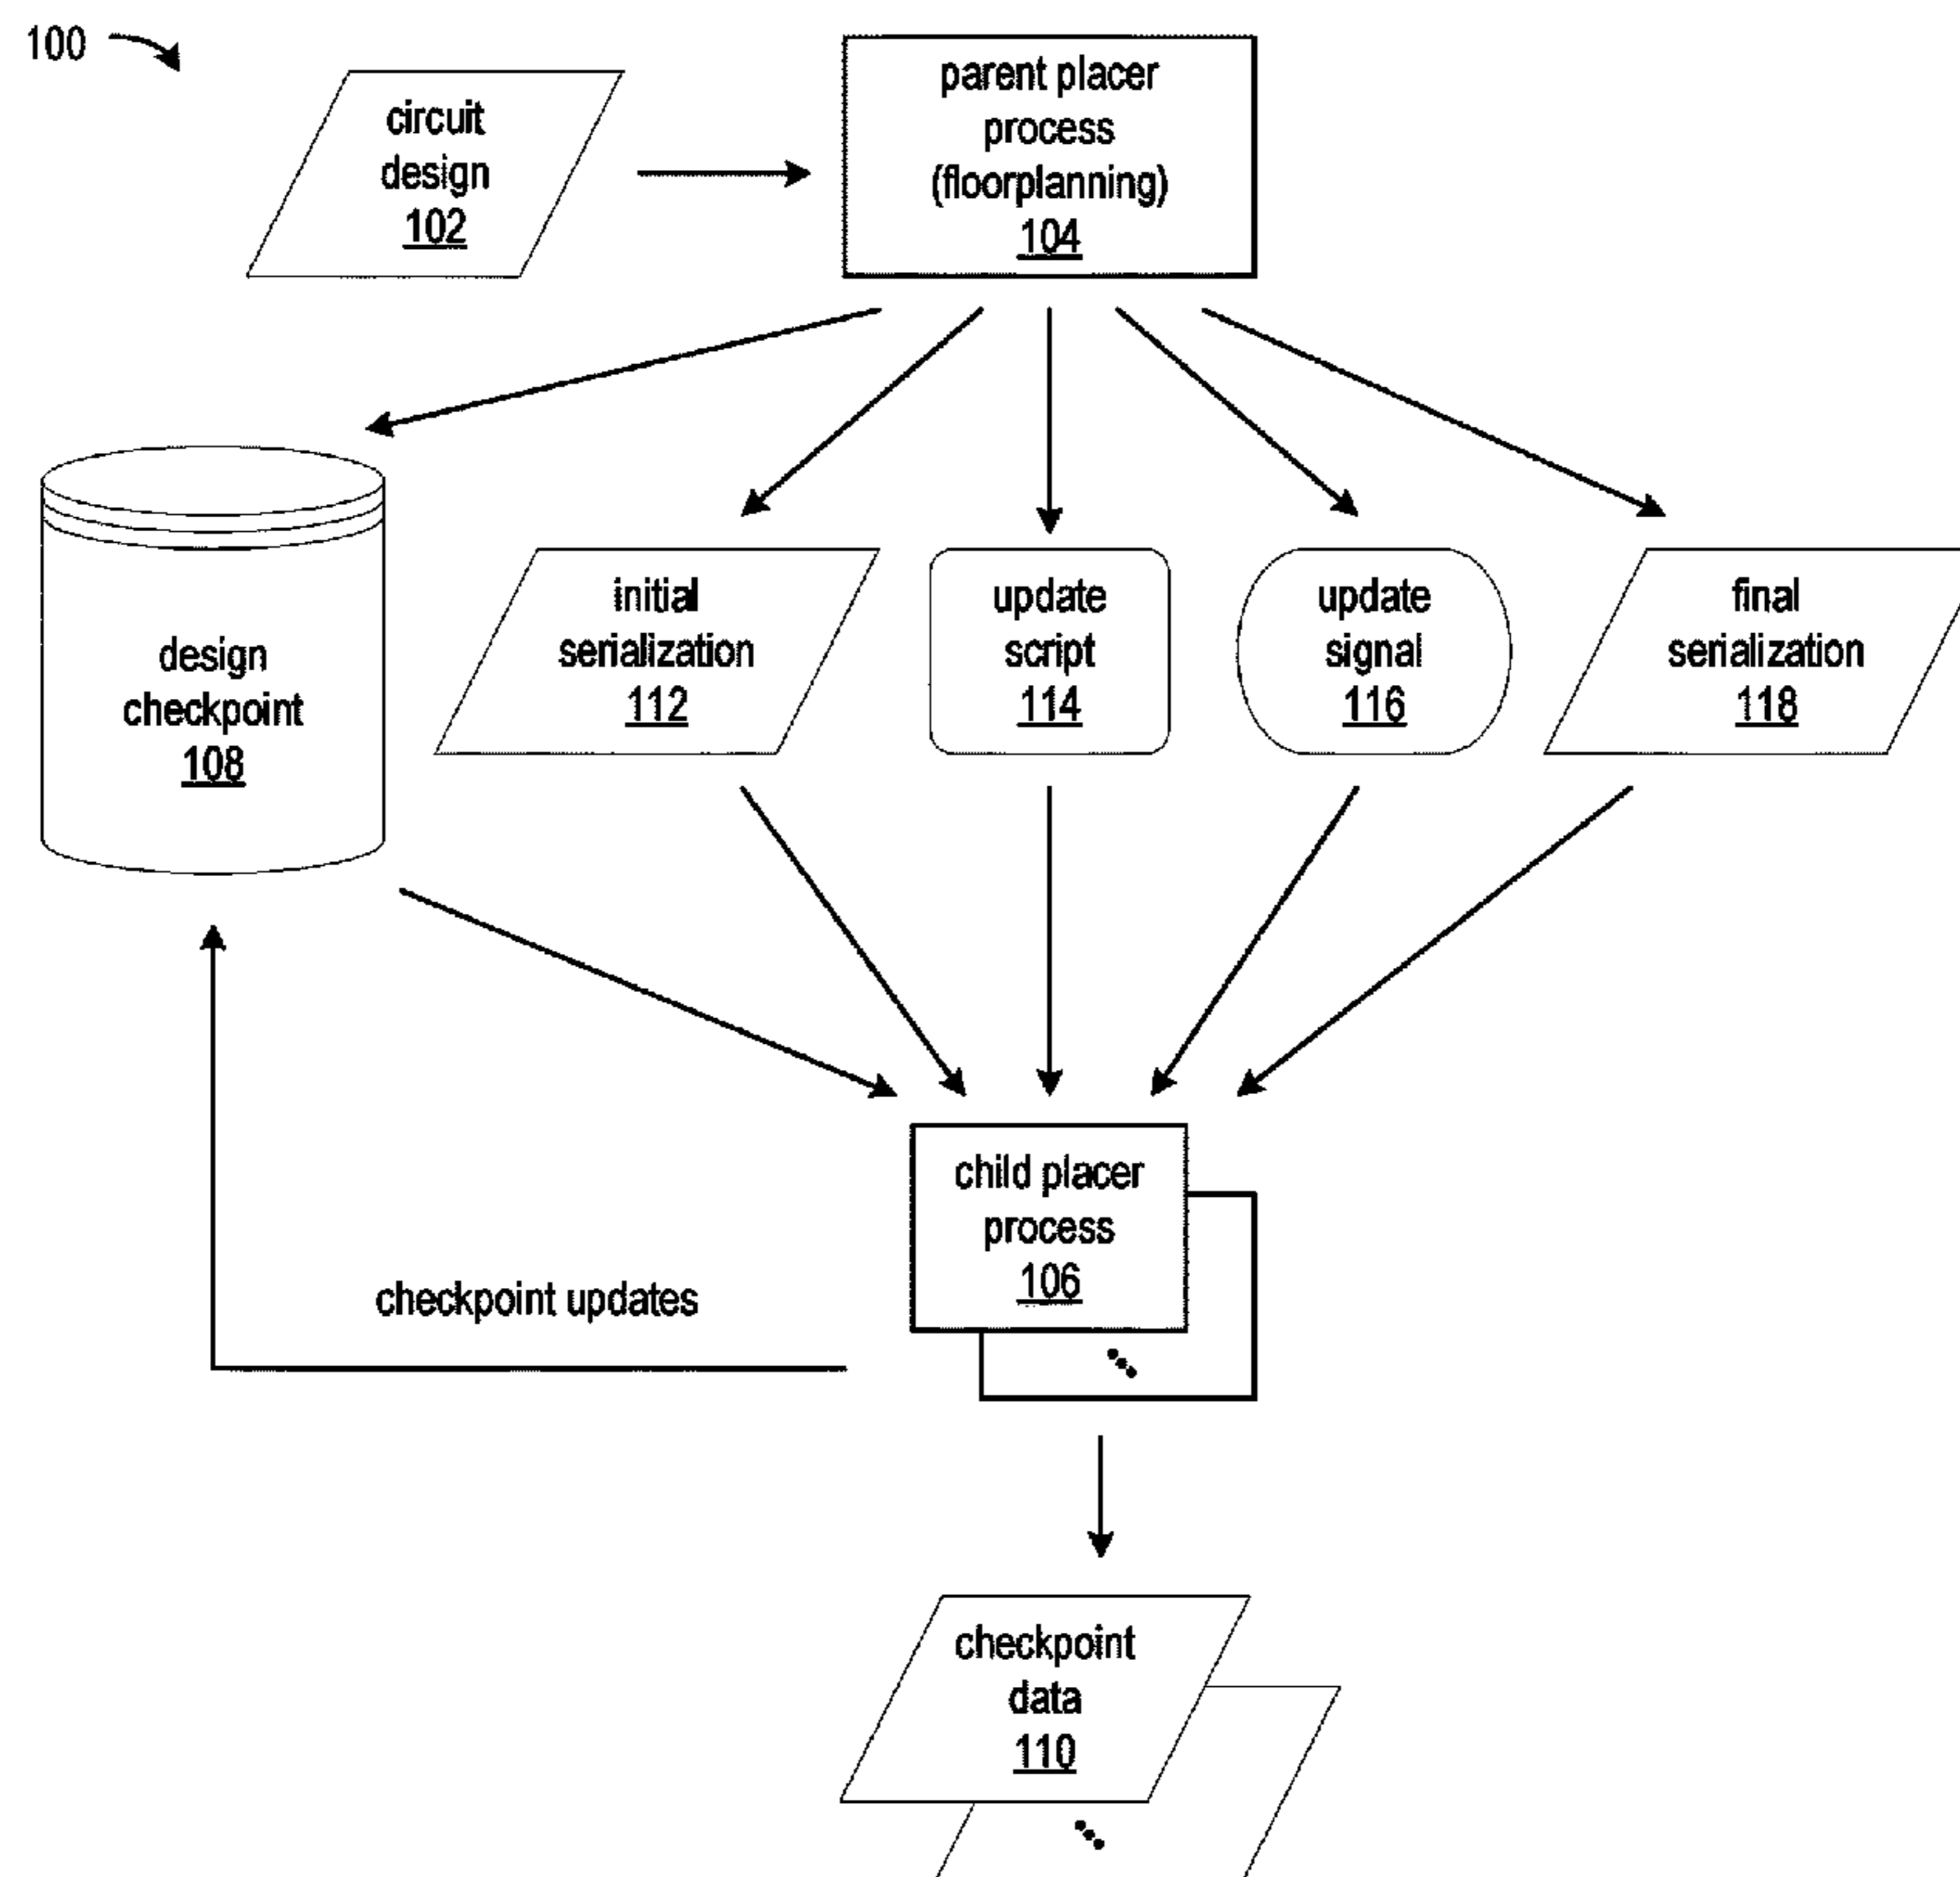 100
circuit
design
102
parent placer
process
(floorplanning)
104
design
checkpoint
108
initial
serialization
112
update
script
114
update
signal
116
final
serialization
118
child placer
process
106
checkpoint updates
checkpoint
data
110